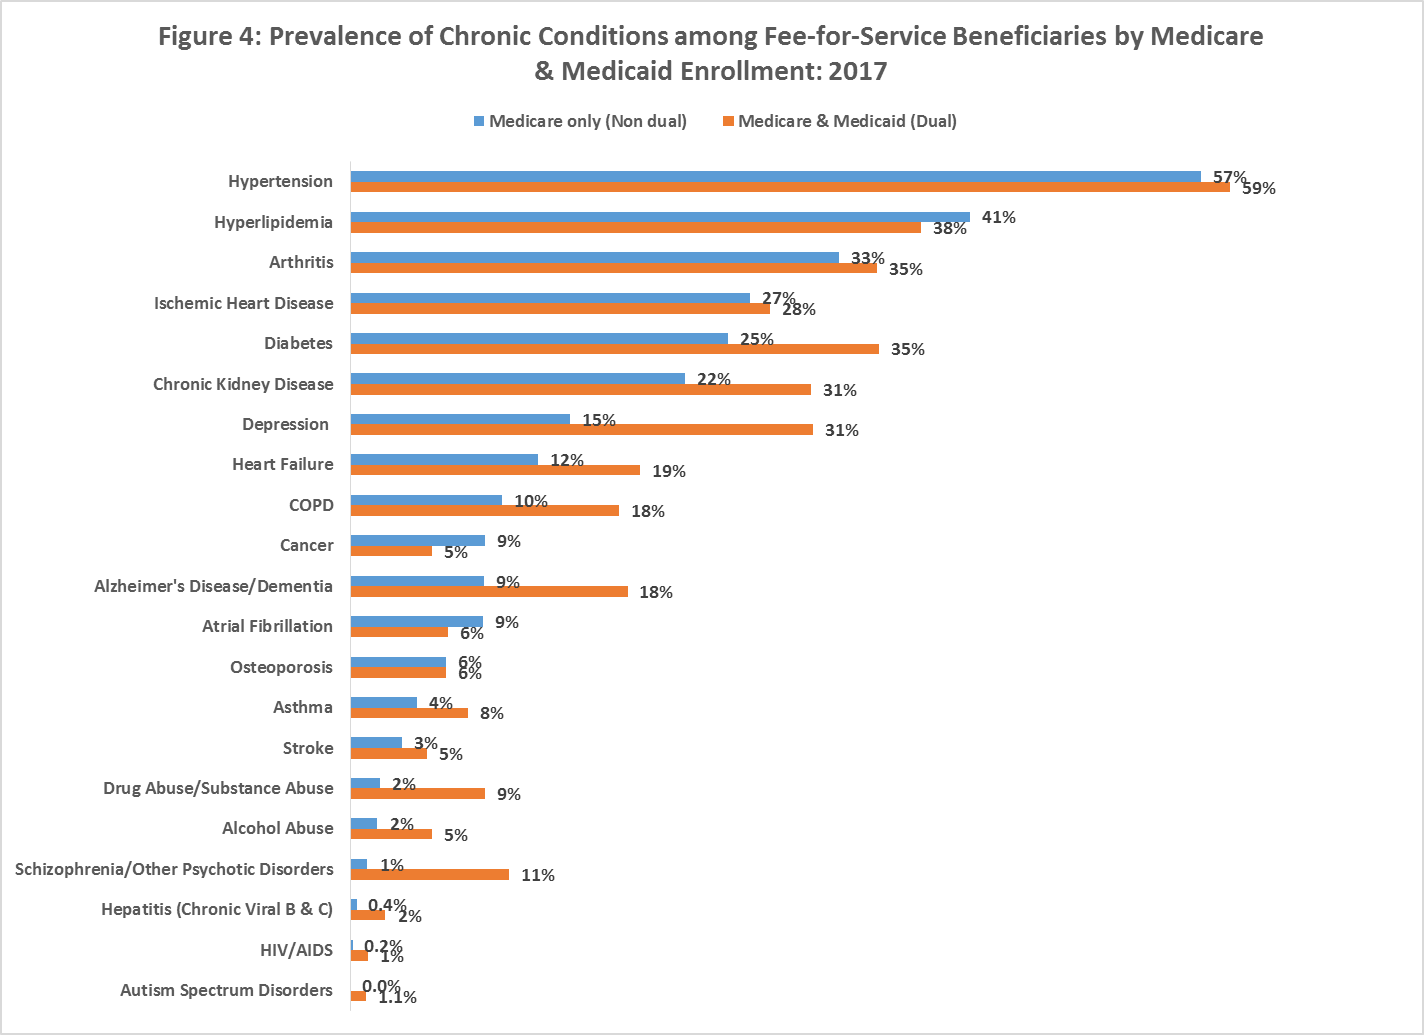 Figure 4: Prevalence of Chronic Conditions among Fee-for-Service Beneficiaries by Medicare
& Medicaid Enrollment: 2017
Medicare only (Non dual) Medicare & Medicaid (Dual)
Hypertension 57% 59%
Hyperlipidemia 41% 38%
Arthritis 33% 35%
Ischemic Heart Disease 27% 28%
Diabetes 25% 35%
Chronic Kidney Disease 22% 31%
Depression 15% 31%
Heart Failure 12% 19%
COPD 10% 18%
Cancer 9% 5%
Alzheimer's Disease/Dementia 9% 18%
Atrial Fibrillation 9% 6%
Osteoporosis 6% 6%
Asthma 4% 8%
Stroke 3% 5%
Drug Abuse/Substance Abuse 2% 9%
Alcohol Abuse 2% 5%
Schizophrenia/Other Psychotic Disorders 1% 11%
Hepatitis (Chronic Viral B & C) 0.4% 2%
HIV/AIDS 0.2% 1%
Autism Spectrum Disorders 0.0% 1.1%